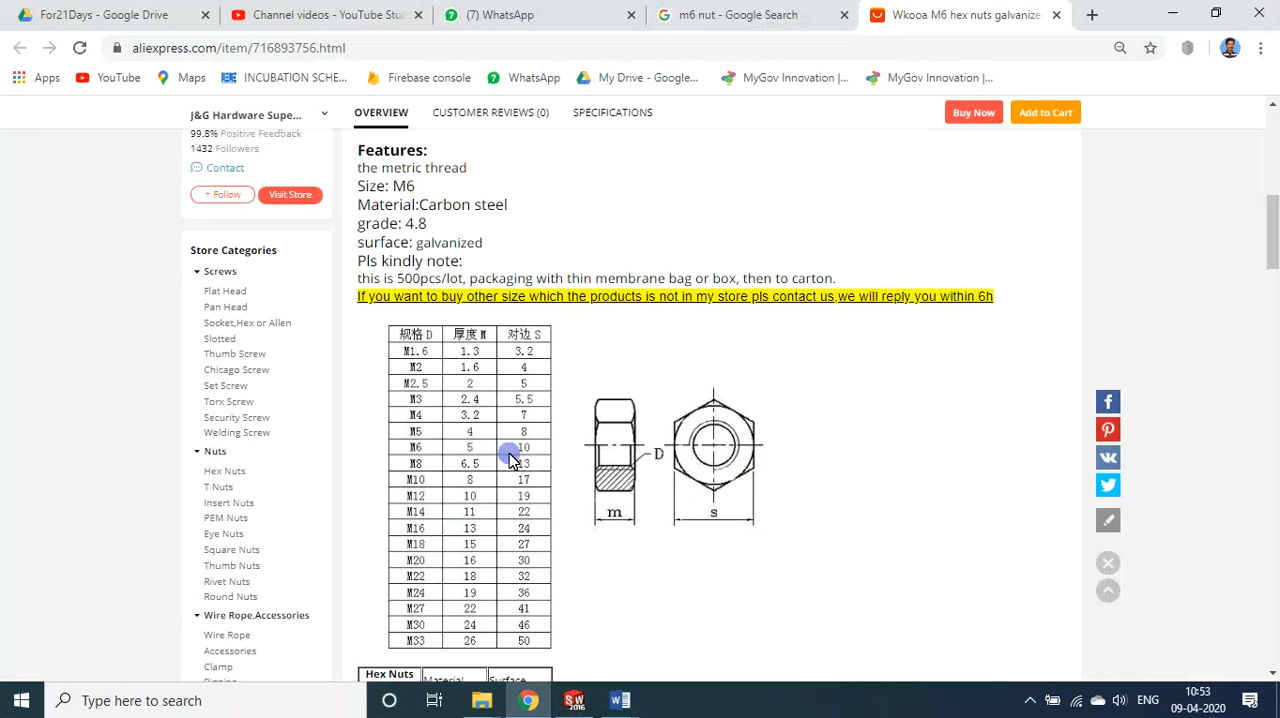 For21Days - Google Drive
Channel videos - YouTube Stud
(7) WhatsApp
m6 nut - Google Search
Wkooa M6 hex nuts galvanize
aliexpress.com/item/716893756.html
Apps
YouTube
Maps
INCUBATION SCHE...
Firebase console
WhatsApp
My Drive - Google...
MyGov Innovation |...
MyGov Innovation |...
J&G Hardware Supe...
OVERVIEW
CUSTOMER REVIEWS (0)
SPECIFICATIONS
Buy Now
Add to Cart
99.8% Positive Feedback
1432 Followers
Contact
+ Follow
Visit Store
Store Categories
Screws
Flat Head
Pan Head
Socket,Hex or Allen
Slotted
Thumb Screw
Chicago Screw
Set Screw
Torx Screw
Security Screw
Welding Screw
Nuts
Hex Nuts
T Nuts
Insert Nuts
PEM Nuts
Eye Nuts
Square Nuts
Thumb Nuts
Rivet Nuts
Round Nuts
Wire Rope,Accessories
Wire Rope
Accessories
Clamp
Features:
the metric thread
Size: M6
Material:Carbon steel
grade: 4.8
surface: galvanized
Pls kindly note:
this is 500pcs/lot, packaging with thin membrane bag or box, then to carton.
If you want to buy other size which the products is not in my store pls contact us,we will reply you within 6h
规格 D 厚度 M 对边 S
M1.6 1.3 3.2
M2 1.6 4
M2.5 2 5
M3 2.4 5.5
M4 3.2 7
M5 4 8
M6 5 10
M8 6.5 13
M10 8 17
M12 10 19
M14 11 22
M16 13 24
M18 15 27
M20 16 30
M22 18 32
M24 19 36
M27 22 41
M30 24 46
M33 26 50
D
m
s
Hex Nuts Material Surface
Type here to search
SW
2016
ENG
10:53
09-04-2020